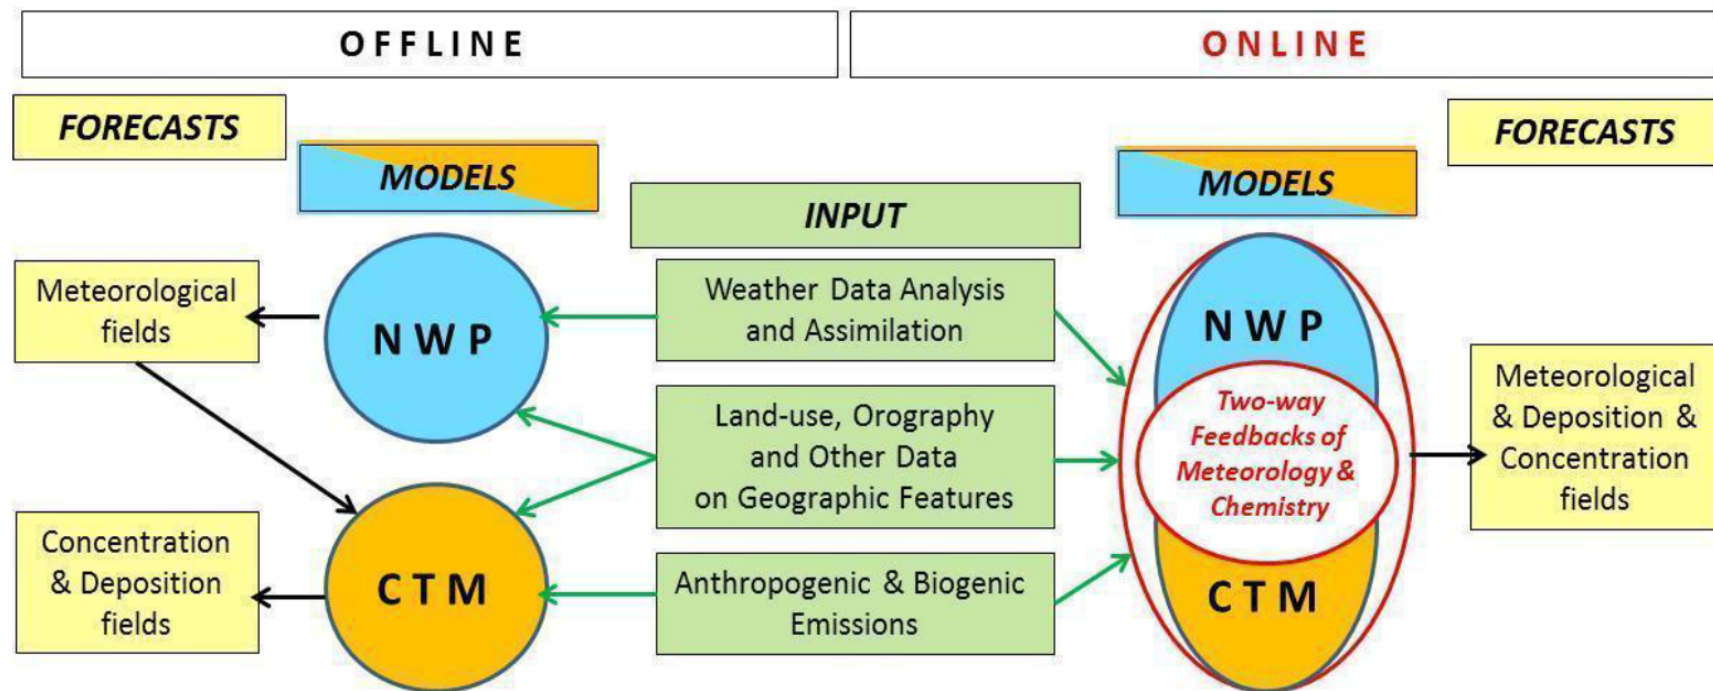 OFFLINE
ONLINE
FORECASTS
MODELS
INPUT
MODELS
FORECASTS
Meteorological
fields
NWP
Weather Data Analysis
and Assimilation
NWP
Land-use, Orography
and Other Data
on Geographic Features
Two-way
Feedbacks of
Meteorology &
Chemistry
Meteorological
& Deposition &
Concentration
fields
Concentration
& Deposition
fields
CTM
Anthropogenic & Biogenic
Emissions
CTM